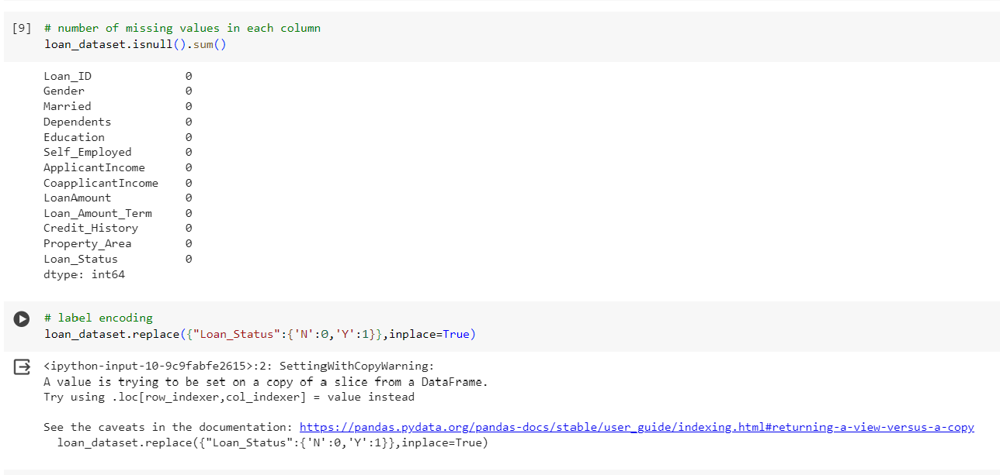 [9] # number of missing values in each column
loan_dataset.isnull().sum()
Loan_ID 0
Gender 0
Married 0
Dependents 0
Education 0
Self_Employed 0
ApplicantIncome 0
CoapplicantIncome 0
LoanAmount 0
Loan_Amount_Term 0
Credit_History 0
Property_Area 0
Loan_Status 0
dtype: int64
# label encoding
loan_dataset.replace({"Loan_Status":{'N':0,'Y':1}},inplace=True)
<ipython-input-10-9c9fabfe2615>:2: SettingWithCopyWarning:
A value is trying to be set on a copy of a slice from a DataFrame.
Try using .loc[row_indexer,col_indexer] = value instead
See the caveats in the documentation: https://pandas.pydata.org/pandas-docs/stable/user_guide/indexing.html#returning-a-view-versus-a-copy
loan_dataset.replace({"Loan_Status":{'N':0,'Y':1}},inplace=True)